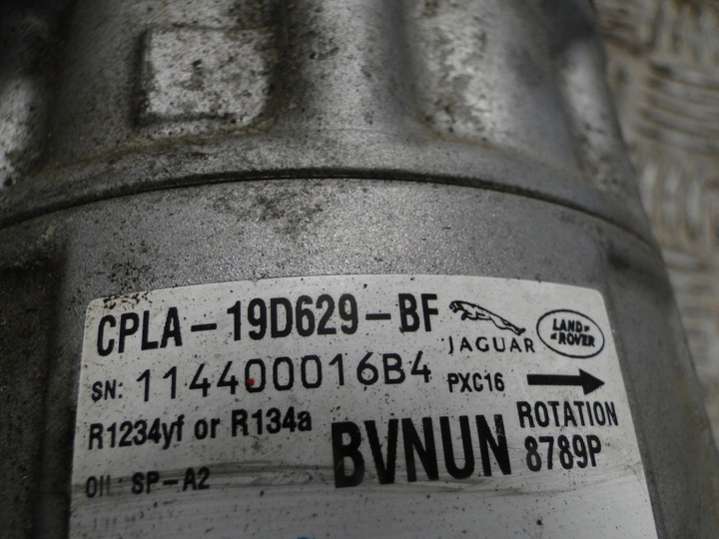 CPLA-19D629-BF
JAGUAR
LAND ROVER
SN: 114400016B4
PXC16
R1234yf or R134a
BVNUN
ROTATION
8789P
OIL: SP-A2